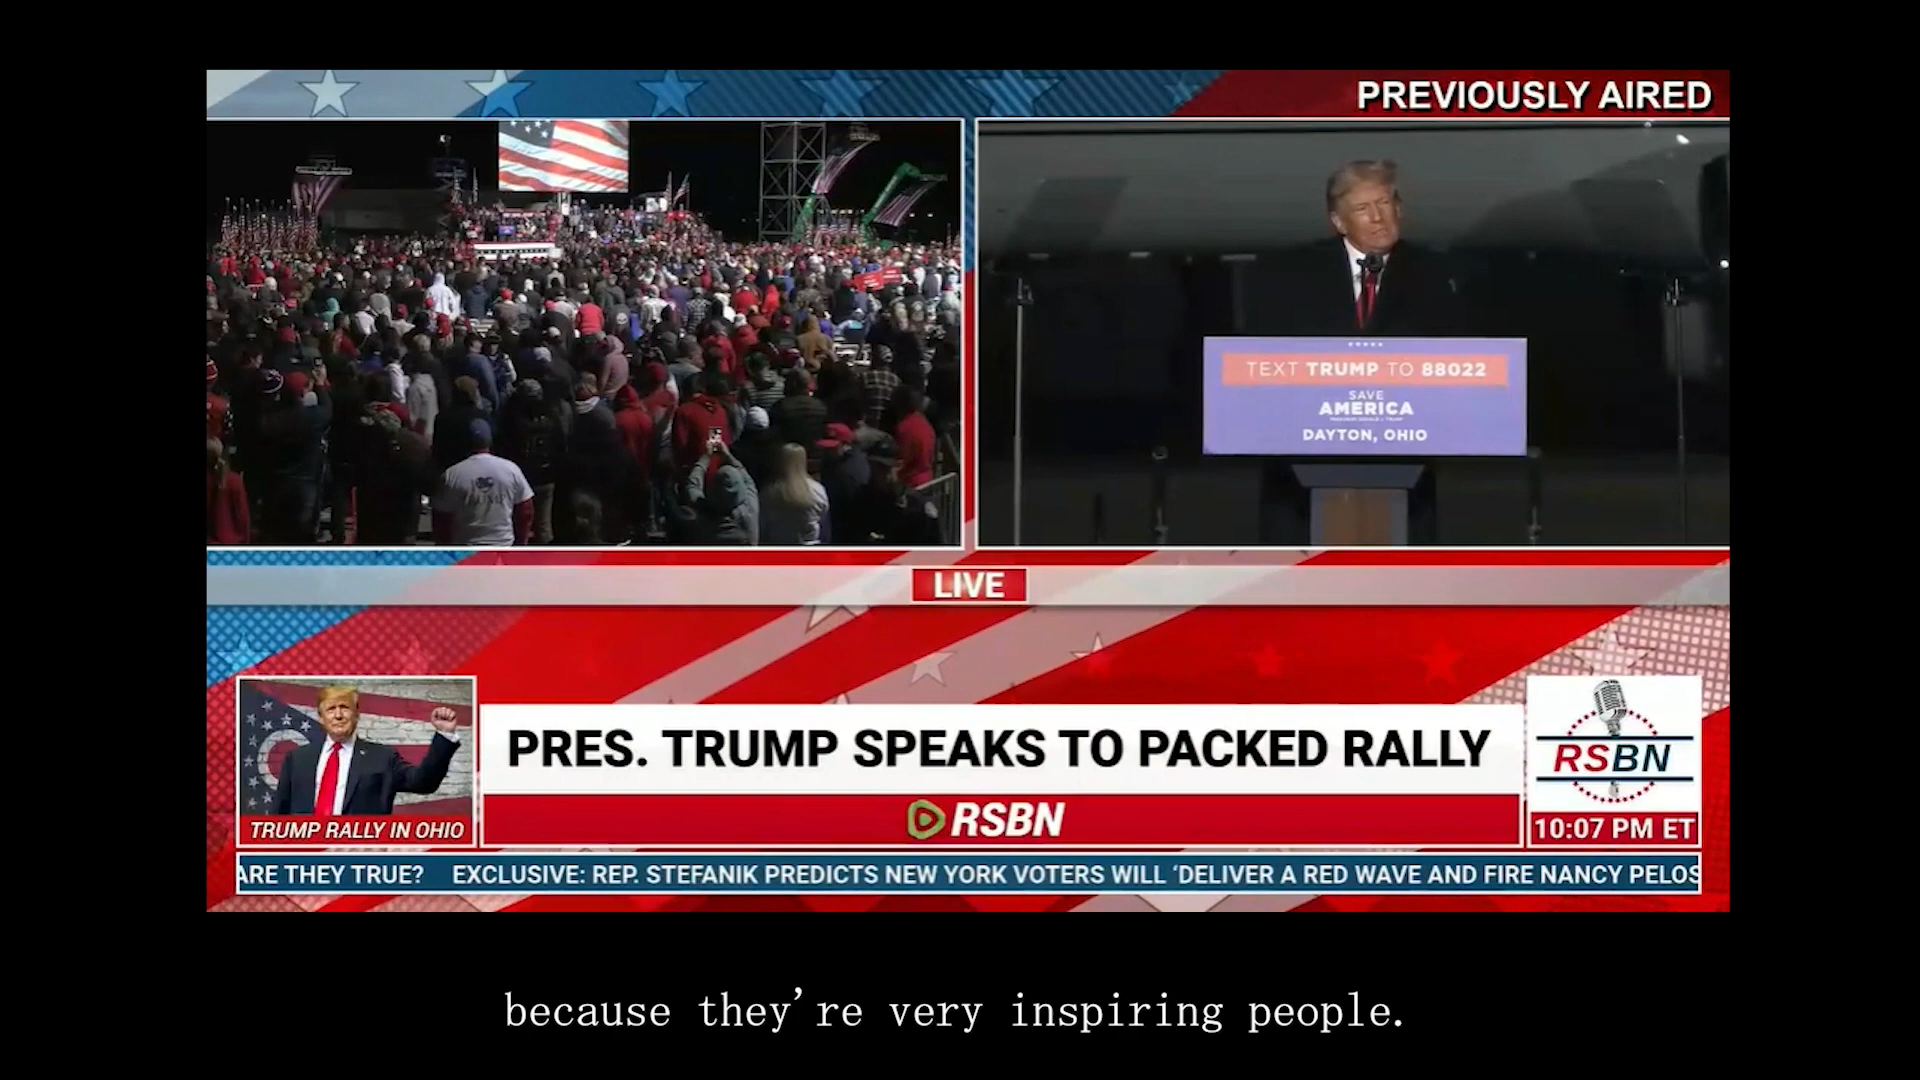 PREVIOUSLY AIRED
TEXT TRUMP TO 88022
SAVE
AMERICA
DAYTON, OHIO
LIVE
PRES. TRUMP SPEAKS TO PACKED RALLY
RSBN
RSBN
TRUMP RALLY IN OHIO
10:07 PM ET
ARE THEY TRUE? EXCLUSIVE: REP. STEFANIK PREDICTS NEW YORK VOTERS WILL ‘DELIVER A RED WAVE AND FIRE NANCY PELOS
because they're very inspiring people.